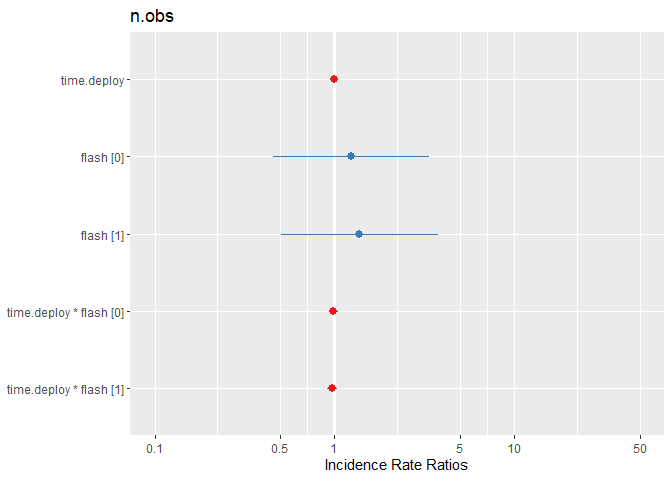 n.obs
time.deploy
flash [0]
flash [1]
time.deploy * flash [0]
time.deploy * flash [1]
0.1 0.5 1 5 10 50
Incidence Rate Ratios